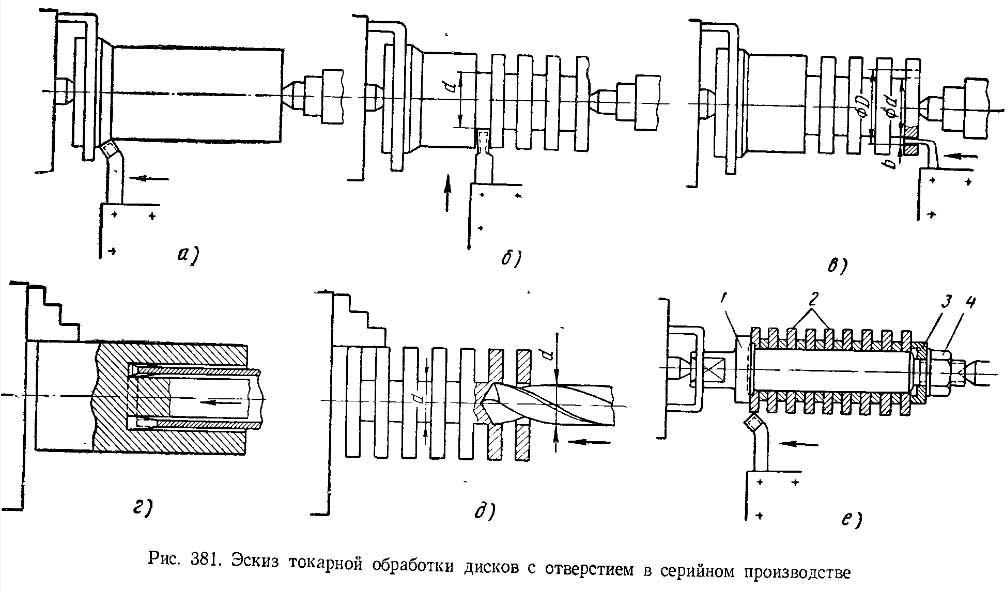 d
а)
б)
ϕD
ϕd
b
в)
г)
d
d
д)
1
2
3
4
е)
Рис. 381. Эскиз токарной обработки дисков с отверстием в серийном производстве